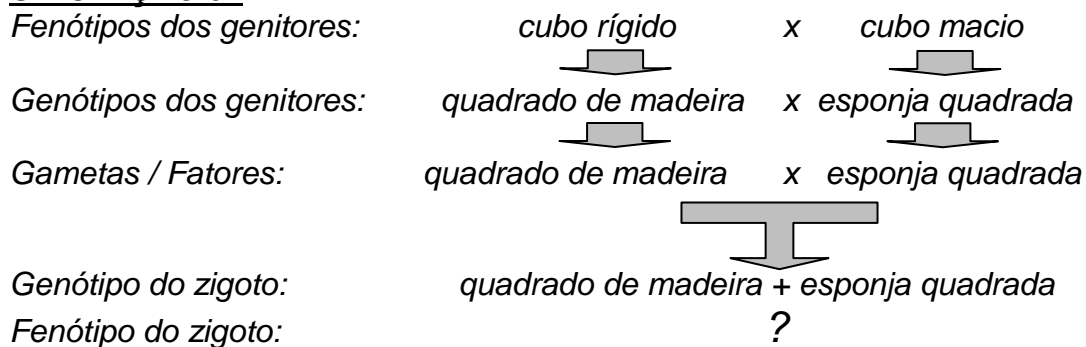 Fenótipos dos genitores: cubo rígido x cubo macio
Genótipos dos genitores: quadrado de madeira x esponja quadrada
Gametas / Fatores: quadrado de madeira x esponja quadrada
Genótipo do zigoto: quadrado de madeira + esponja quadrada
Fenótipo do zigoto: ?